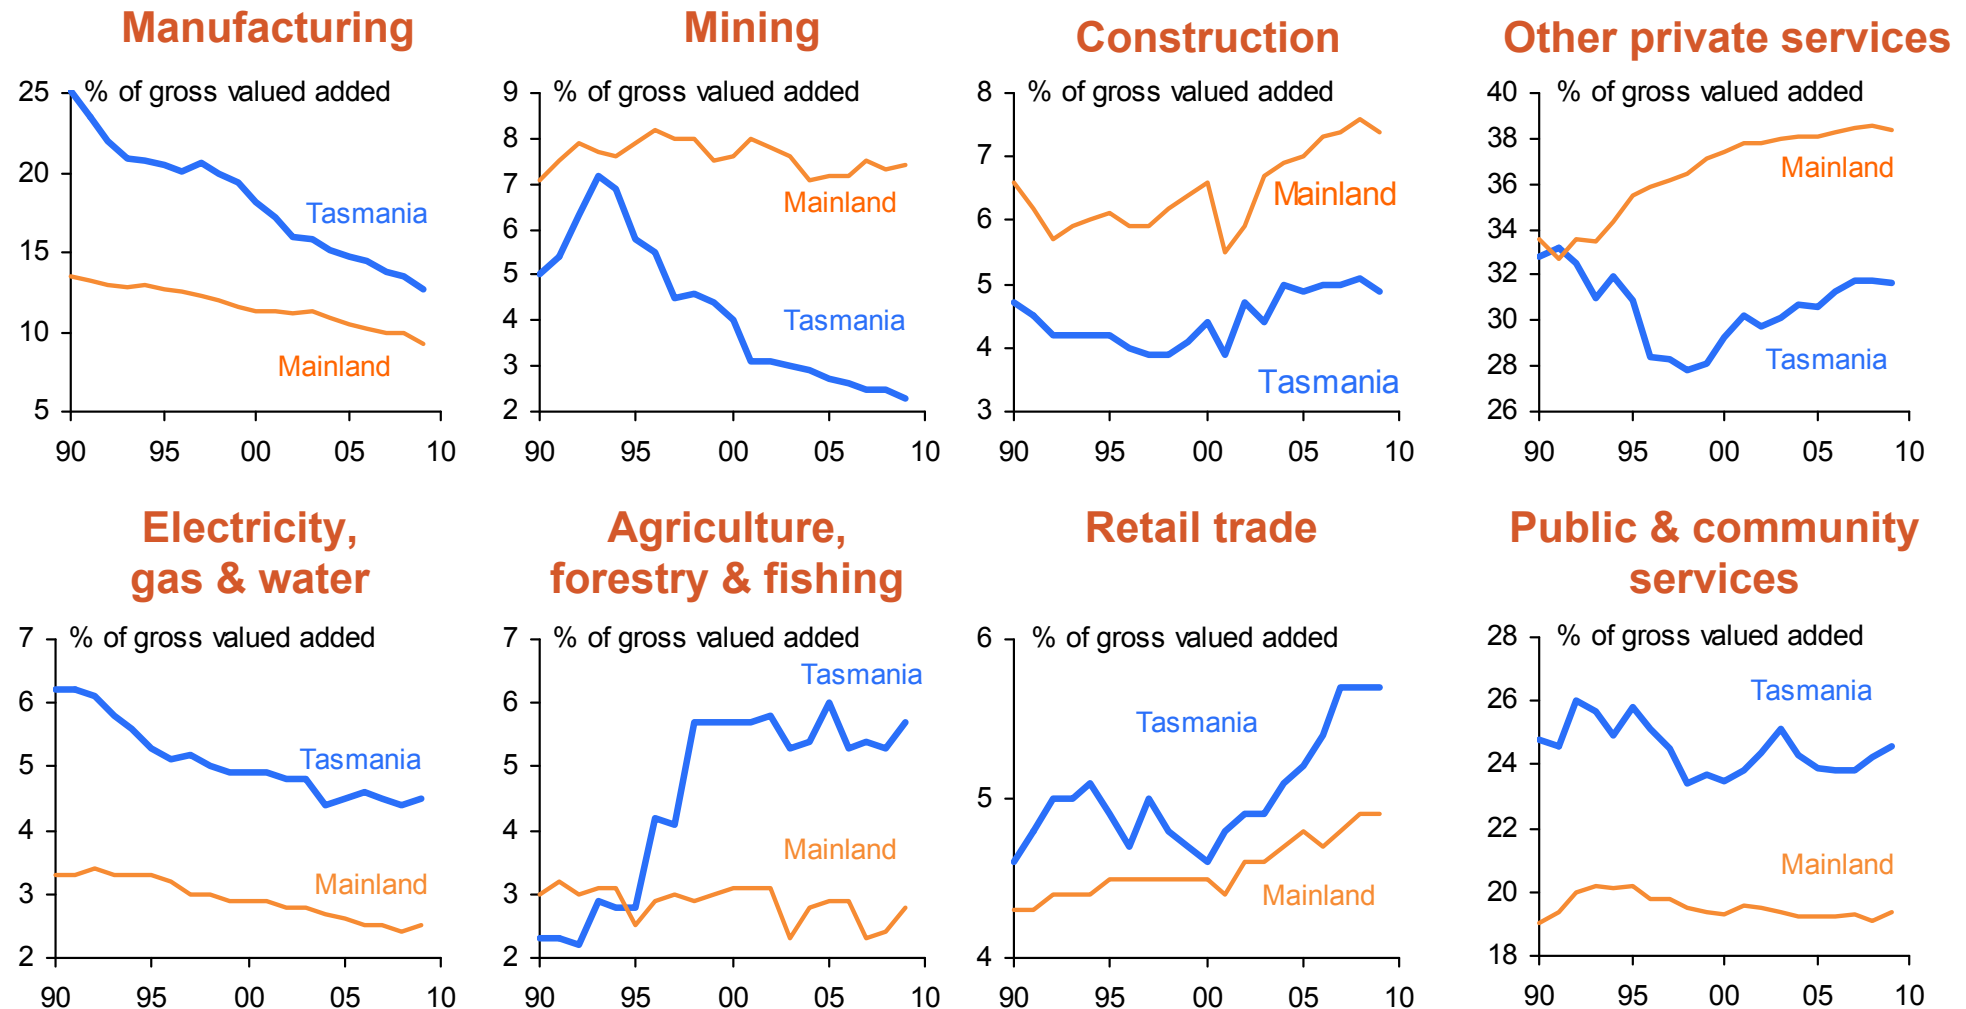 Manufacturing
% of gross valued added
25
20
15
10
5
Tasmania
Mainland
90 95 00 05 10
Mining
% of gross valued added
9
8
7
6
5
4
3
2
Mainland
Tasmania
90 95 00 05 10
Construction
% of gross valued added
8
7
6
5
4
3
Mainland
Tasmania
90 95 00 05 10
Other private services
% of gross valued added
40
38
36
34
32
30
28
26
Mainland
Tasmania
90 95 00 05 10
Electricity,
gas & water
% of gross valued added
7
6
5
4
3
2
Tasmania
Mainland
90 95 00 05 10
Agriculture,
forestry & fishing
% of gross valued added
7
6
5
4
3
2
Tasmania
Mainland
90 95 00 05 10
Retail trade
% of gross valued added
6
5
4
Tasmania
Mainland
90 95 00 05 10
Public & community
services
% of gross valued added
28
26
24
22
20
18
Tasmania
Mainland
90 95 00 05 10